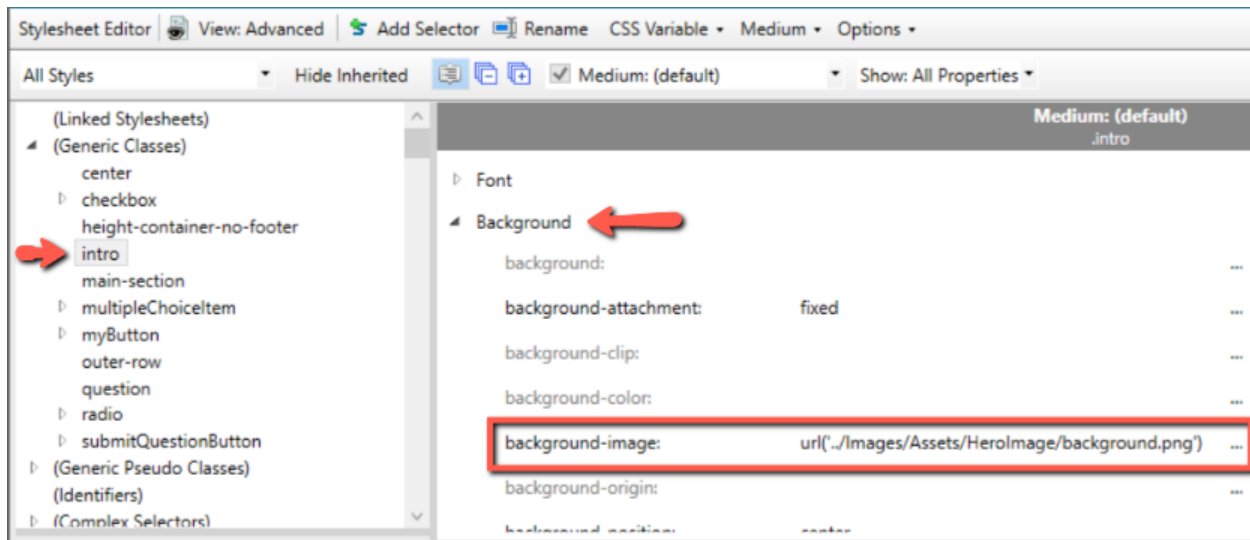 Stylesheet Editor View: Advanced Add Selector Rename CSS Variable Medium Options
All Styles Hide Inherited Medium: (default) Show: All Properties
(Linked Stylesheets)
(Generic Classes)
center
checkbox
height-container-no-footer
intro
main-section
multipleChoiceItem
myButton
outer-row
question
radio
submitQuestionButton
(Generic Pseudo Classes)
(Identifiers)
(Complex Selectors)
Medium: (default)
.intro
Font
Background
background: ...
background-attachment: fixed ...
background-clip: ...
background-color: ...
background-image: url('../Images/Assets/HeroImage/background.png') ...
background-origin: ...
background-position: center